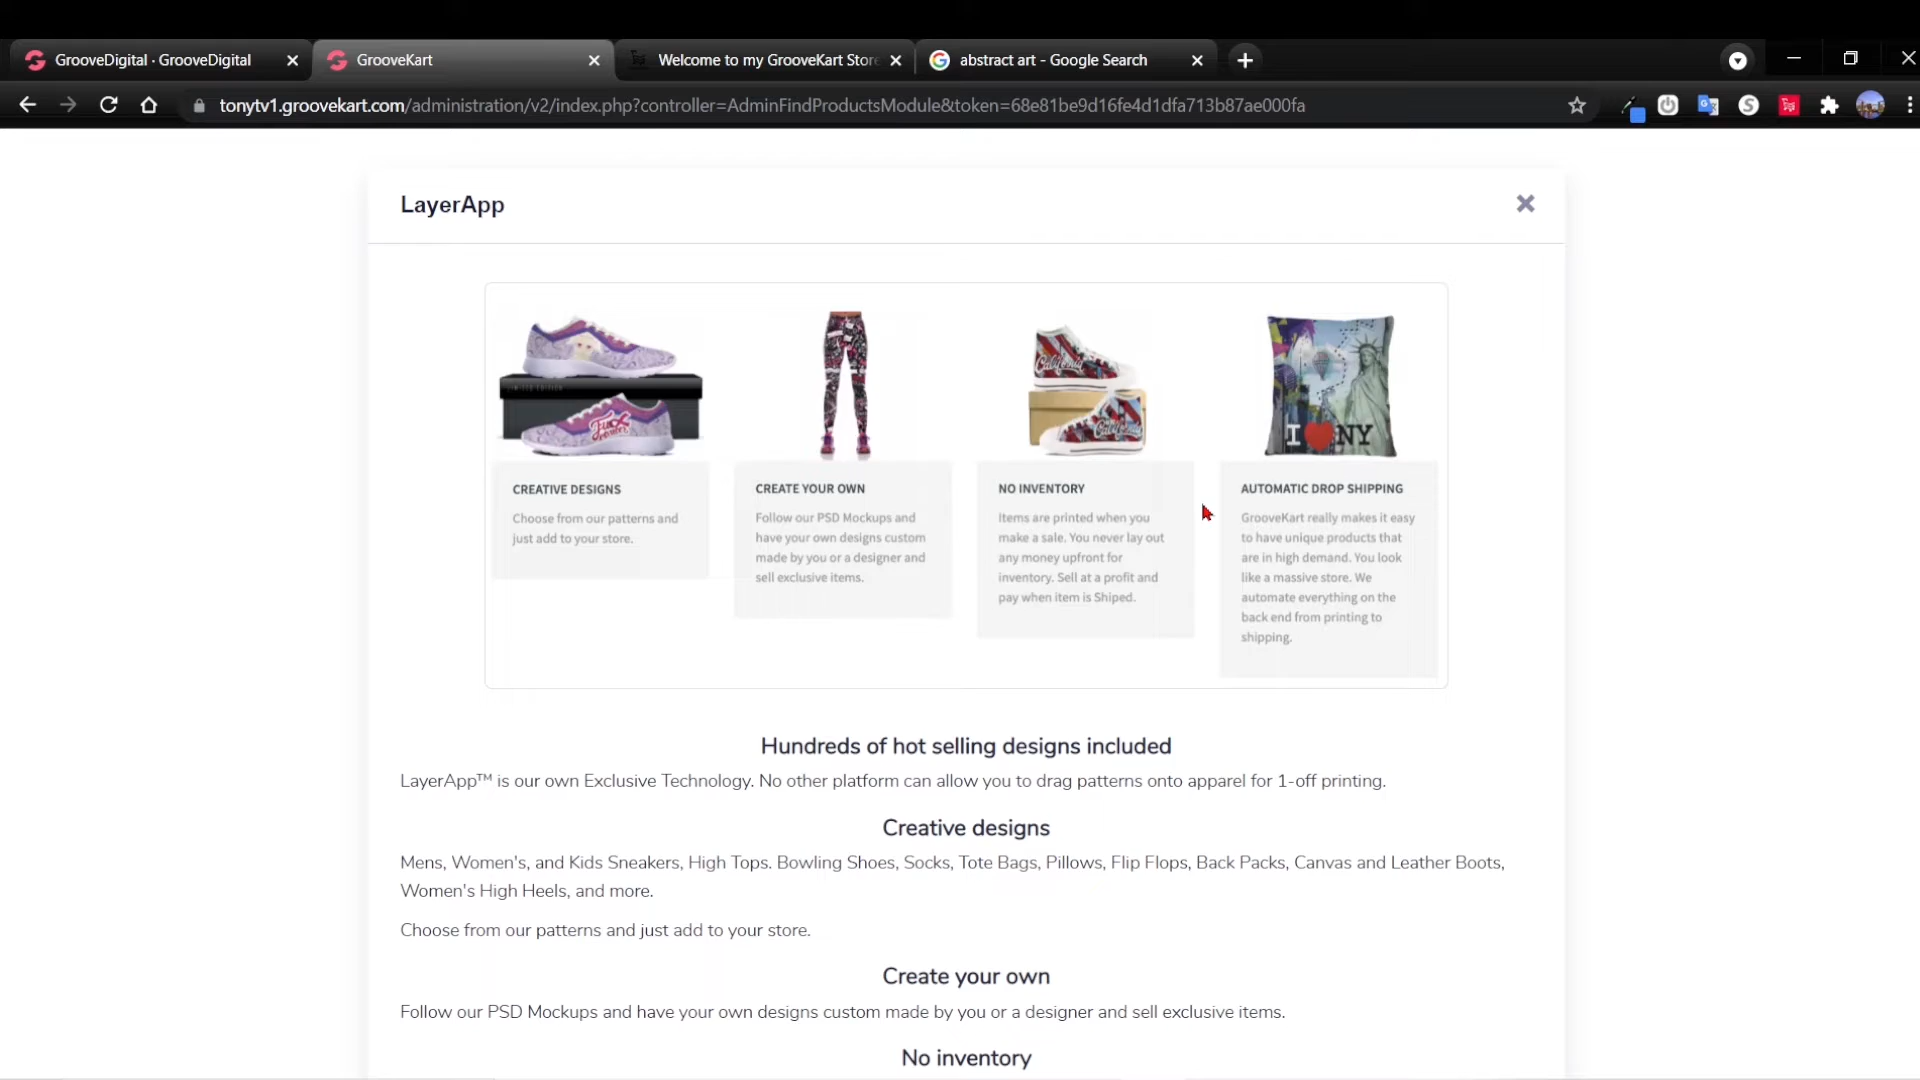 GrooveDigital · GrooveDigital
GrooveKart
Welcome to my GrooveKart Store
abstract art - Google Search
tonytv1.groovekart.com/administration/v2/index.php?controller=AdminFindProductsModule&token=68e81be9d16fe4d1dfa713b87ae000fa
LayerApp
LIMITED EDITION
California
California
I NY
CREATIVE DESIGNS
Choose from our patterns and
just add to your store.
CREATE YOUR OWN
Follow our PSD Mockups and
have your own designs custom
made by you or a designer and
sell exclusive items.
NO INVENTORY
Items are printed when you
make a sale. You never lay out
any money upfront for
inventory. Sell at a profit and
pay when item is Shiped.
AUTOMATIC DROP SHIPPING
GrooveKart really makes it easy
to have unique products that
are in high demand. You look
like a massive store. We
automate everything on the
back end from printing to
shipping.
Hundreds of hot selling designs included
LayerApp™ is our own Exclusive Technology. No other platform can allow you to drag patterns onto apparel for 1-off printing.
Creative designs
Mens, Women's, and Kids Sneakers, High Tops. Bowling Shoes, Socks, Tote Bags, Pillows, Flip Flops, Back Packs, Canvas and Leather Boots,
Women's High Heels, and more.
Choose from our patterns and just add to your store.
Create your own
Follow our PSD Mockups and have your own designs custom made by you or a designer and sell exclusive items.
No inventory